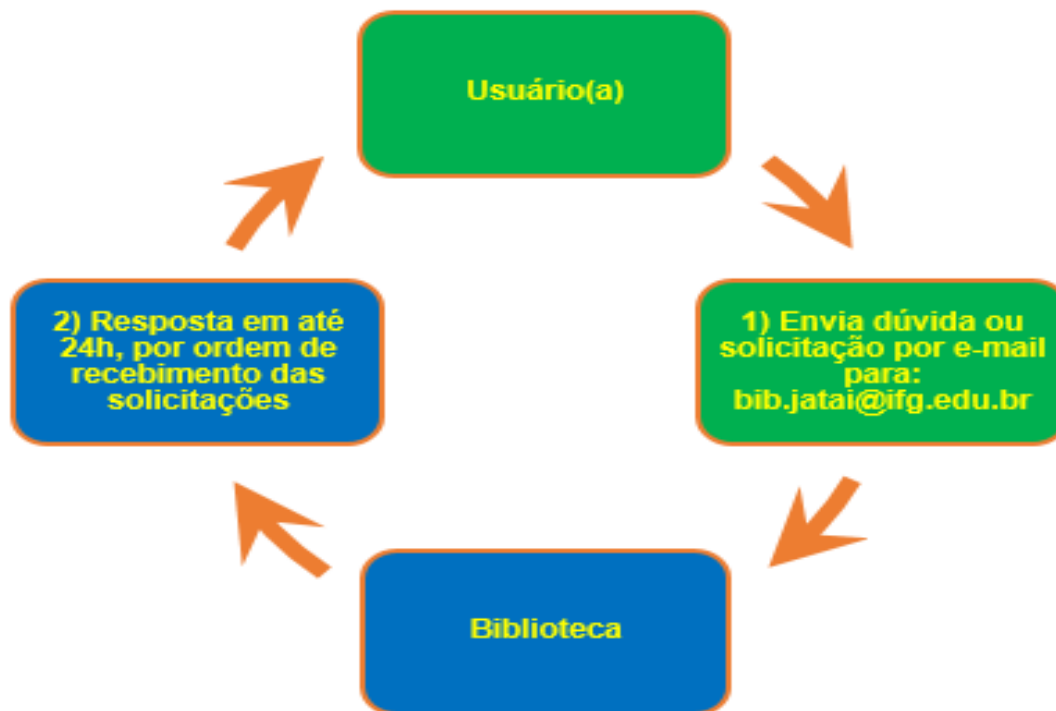 Usuário(a)
1) Envia dúvida ou
solicitação por e-mail
para:
bib.jatai@ifg.edu.br
Biblioteca
2) Resposta em até
24h, por ordem de
recebimento das
solicitações